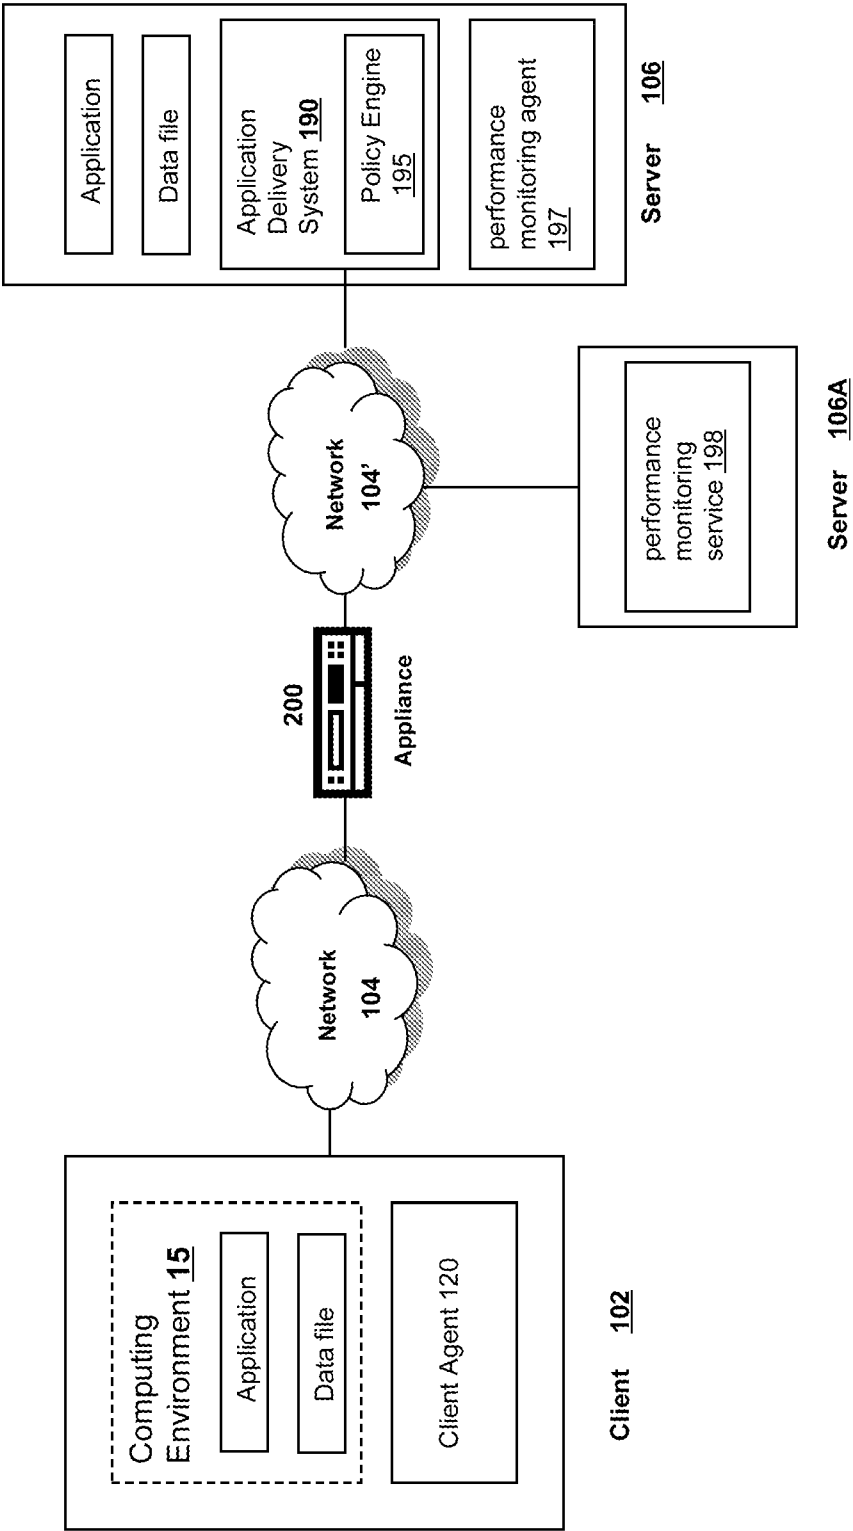 Computing
Environment 15
Application
Data file
Client Agent 120
Client 102
Network
104
200
Appliance
Network
104’
Application
Data file
Application
Delivery
System 190
Policy Engine
195
performance
monitoring agent
197
Server 106
performance
monitoring
service 198
Server 106A